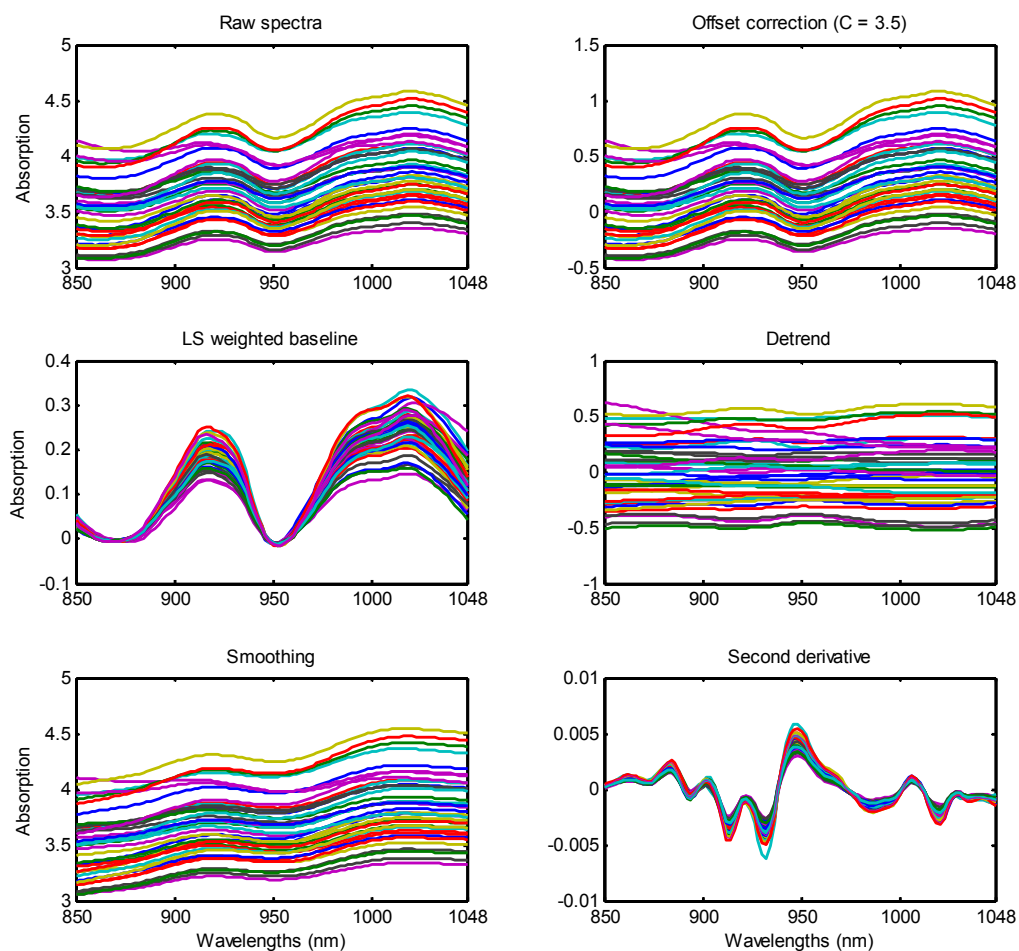 Raw spectra
Absorption
5
4.5
4
3.5
3
850 900 950 1000 1048
Offset correction (C = 3.5)
1.5
1
0.5
0
-0.5
850 900 950 1000 1048
LS weighted baseline
Absorption
0.4
0.3
0.2
0.1
0
-0.1
850 900 950 1000 1048
Detrend
1
0.5
0
-0.5
-1
850 900 950 1000 1048
Smoothing
Absorption
5
4.5
4
3.5
3
850 900 950 1000 1048
Wavelengths (nm)
Second derivative
0.01
0.005
0
-0.005
-0.01
850 900 950 1000 1048
Wavelengths (nm)